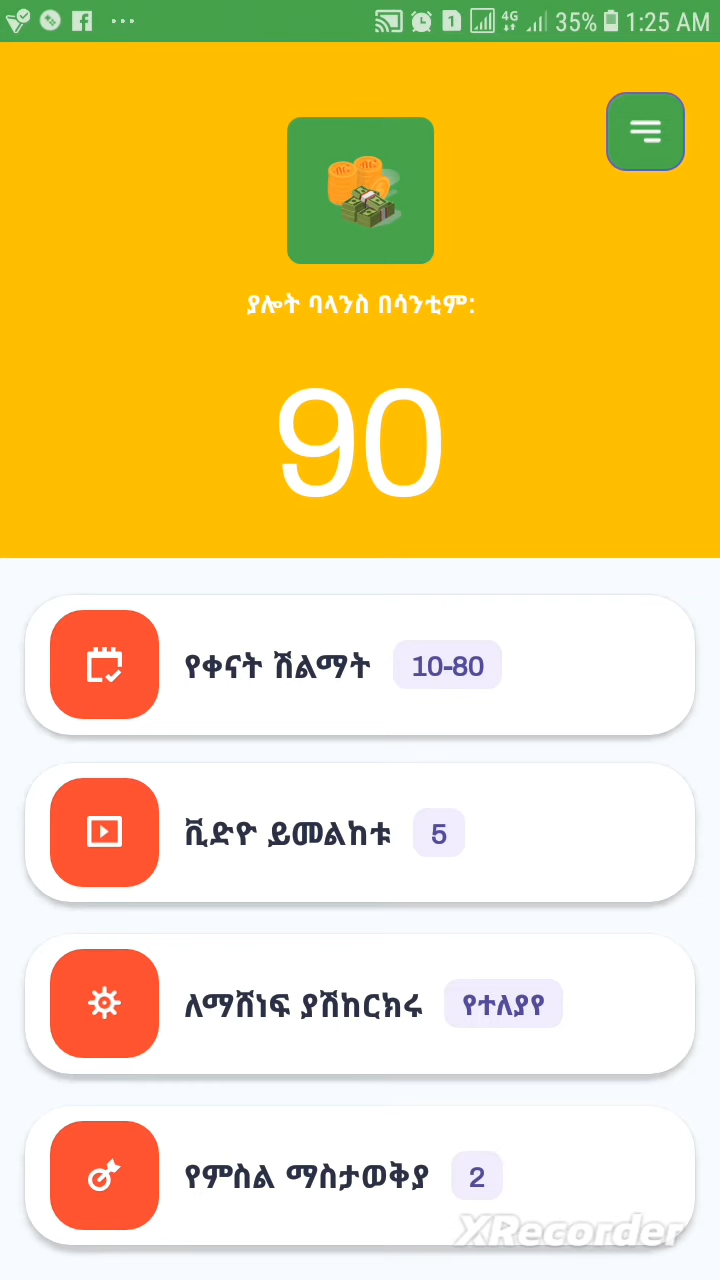 4G 35% 1:25 AM
ያሎት ባላንስ በሳንቲም:
90
የቀናት ሽልማት 10-80
ቪድዮ ይመልከቱ 5
ለማሸነፍ ያሽከርክሩ የተለያየ
የምስል ማስታወቅያ 2
XRecorder